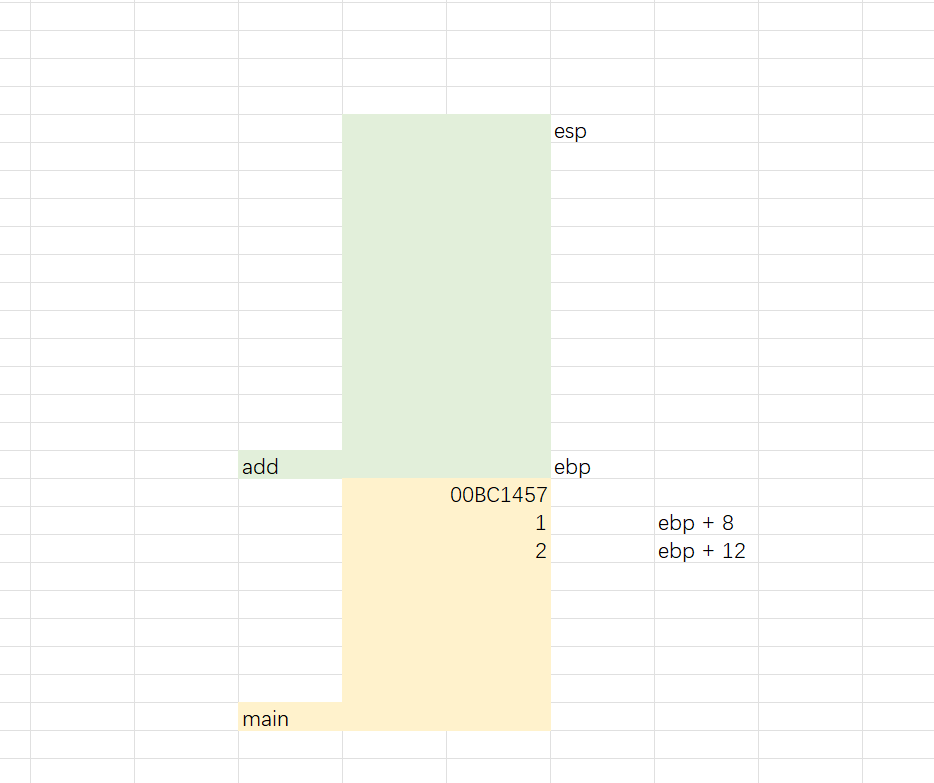 esp
add ebp
00BC1457
1 ebp + 8
2 ebp + 12
main